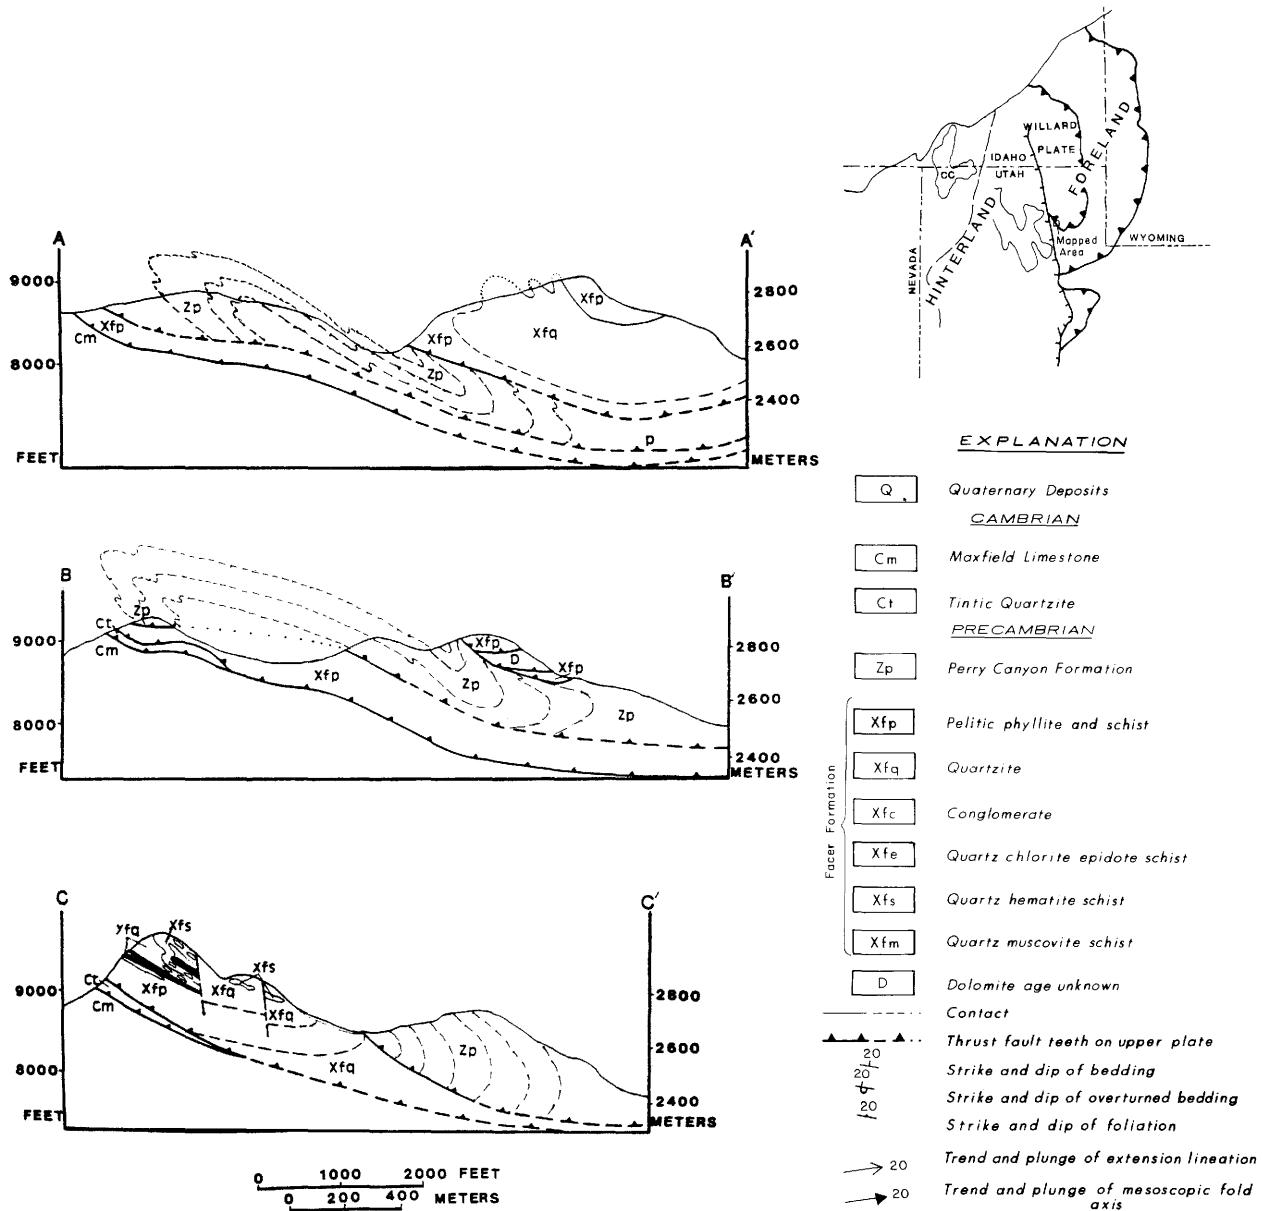 WILLARD
PLATE
FORELAND
IDAHO
UTAH
CC
HINTERLAND
NEVADA
Mapped
Area
WYOMING
A
A'
9000
8000
FEET
2800
2600
2400
METERS
Cm
Xfp
Zp
Xfp
Zp
Xfq
Xfp
p
B
B'
9000
8000
FEET
2800
2600
2400
METERS
Zp
Ct
Cm
Xfp
Zp
Xfp
D
Xfp
Zp
C
C'
9000
8000
FEET
2800
2600
2400
METERS
yfq
Xfs
Xfp
Ct
Cm
Xfq
Xfs
Xfq
Xfq
Zp
0 1000 2000 FEET
0 200 400 METERS
EXPLANATION
Q Quaternary Deposits
CAMBRIAN
Cm Maxfield Limestone
Ct Tintic Quartzite
PRECAMBRIAN
Zp Perry Canyon Formation
Facer Formation
Xfp Pelitic phyllite and schist
Xfq Quartzite
Xfc Conglomerate
Xfe Quartz chlorite epidote schist
Xfs Quartz hematite schist
Xfm Quartz muscovite schist
D Dolomite age unknown
Contact
Thrust fault teeth on upper plate
20 Strike and dip of bedding
20 Strike and dip of overturned bedding
20 Strike and dip of foliation
20 Trend and plunge of extension lineation
20 Trend and plunge of mesoscopic fold
axis